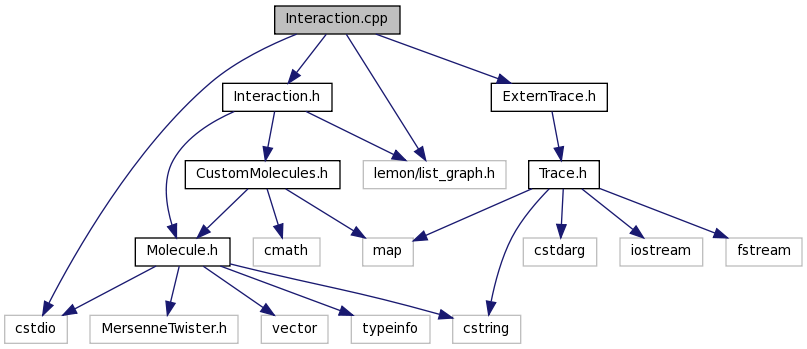 Interaction.cpp
Interaction.h
ExternTrace.h
CustomMolecules.h
lemon/list_graph.h
Trace.h
Molecule.h
cmath
map
cstdarg
iostream
fstream
cstdio
MersenneTwister.h
vector
typeinfo
cstring